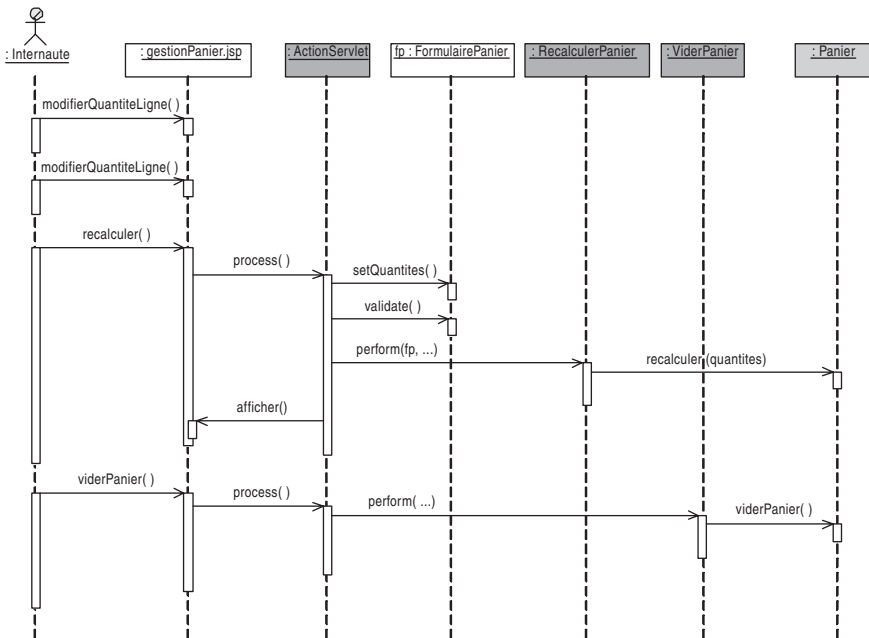 : Internaute
: gestionPanier.jsp
: ActionServlet
fp : FormulairePanier
: RecalculerPanier
: ViderPanier
: Panier
modifierQuantiteLigne( )
modifierQuantiteLigne( )
recalculer( )
process( )
setQuantites( )
validate( )
perform(fp, ...)
recalculer (quantites)
afficher()
viderPanier( )
process( )
perform( ...)
viderPanier( )